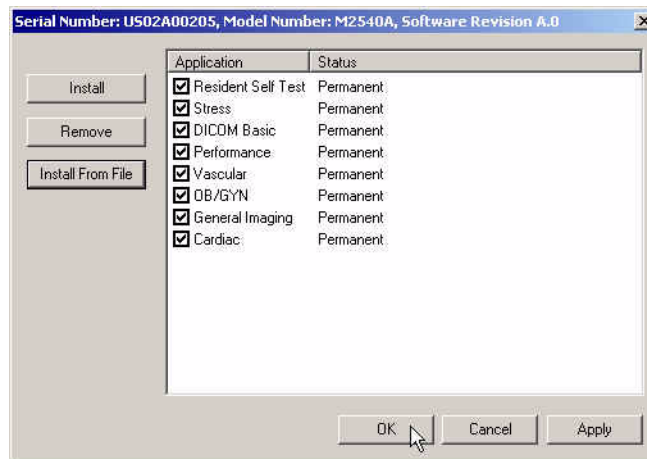 Serial Number: US02A00205, Model Number: M2540A, Software Revision A.0
Application Status
Install
Remove
Install From File
Resident Self Test Permanent
Stress Permanent
DICOM Basic Permanent
Performance Permanent
Vascular Permanent
OB/GYN Permanent
General Imaging Permanent
Cardiac Permanent
OK Cancel Apply